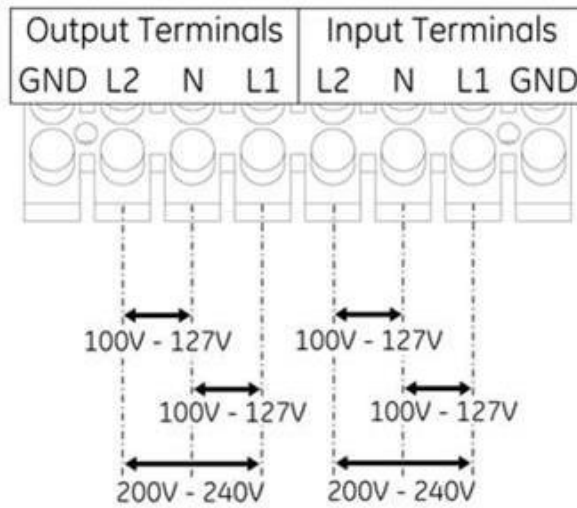 Output Terminals Input Terminals
GND L2 N L1 L2 N L1 GND
100V - 127V 100V - 127V
100V - 127V 100V - 127V
200V - 240V 200V - 240V